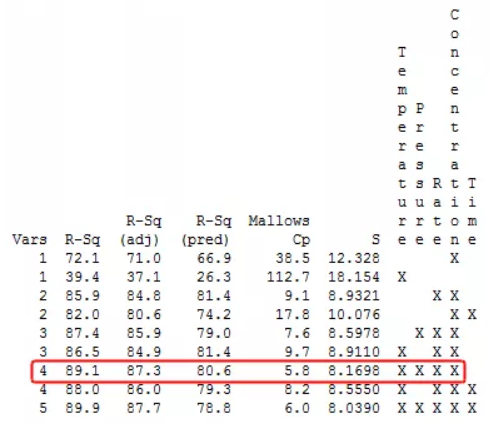 C
o
T n
e c
m e
p P n
e r t
r e r
a s a
t s R t T
u u a i i
R-Sq R-Sq Mallows r r t o m
Vars R-Sq (adj) (pred) Cp S e e e n e
1 72.1 71.0 66.9 38.5 12.328 X
1 39.4 37.1 26.3 112.7 18.154 X
2 85.9 84.8 81.4 9.1 8.9321 X X
2 82.0 80.6 74.2 17.8 10.076 X X
3 87.4 85.9 79.0 7.6 8.5978 X X X
3 86.5 84.9 81.4 9.7 8.9110 X X X
4 89.1 87.3 80.6 5.8 8.1698 X X X X
4 88.0 86.0 79.3 8.2 8.5550 X X X X
5 89.9 87.7 78.8 6.0 8.0390 X X X X X